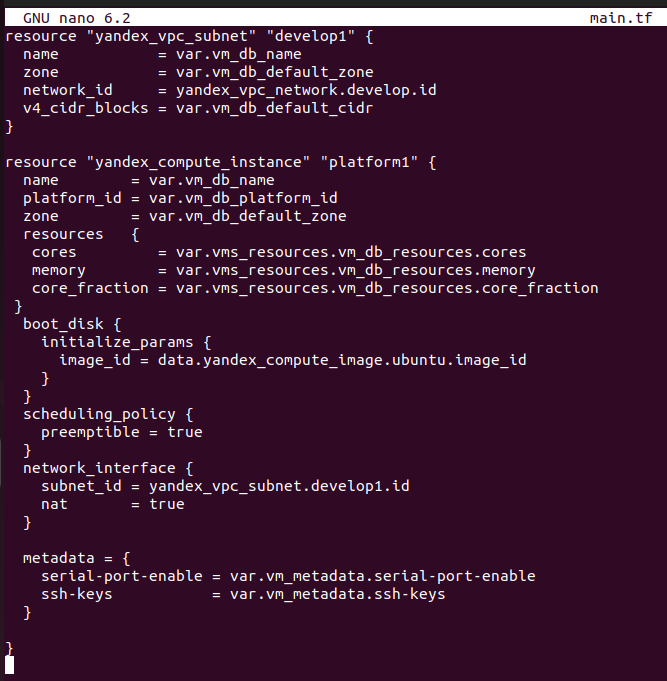 GNU nano 6.2 main.tf
resource "yandex_vpc_subnet" "develop1" {
  name           = var.vm_db_name
  zone           = var.vm_db_default_zone
  network_id     = yandex_vpc_network.develop.id
  v4_cidr_blocks = var.vm_db_default_cidr
}

resource "yandex_compute_instance" "platform1" {
  name        = var.vm_db_name
  platform_id = var.vm_db_platform_id
  zone        = var.vm_db_default_zone
  resources   {
   cores         = var.vms_resources.vm_db_resources.cores
   memory        = var.vms_resources.vm_db_resources.memory
   core_fraction = var.vms_resources.vm_db_resources.core_fraction
 }
  boot_disk {
    initialize_params {
      image_id = data.yandex_compute_image.ubuntu.image_id
    }
  }
  scheduling_policy {
    preemptible = true
  }
  network_interface {
    subnet_id = yandex_vpc_subnet.develop1.id
    nat       = true
  }

  metadata = {
    serial-port-enable = var.vm_metadata.serial-port-enable
    ssh-keys           = var.vm_metadata.ssh-keys
  }

}